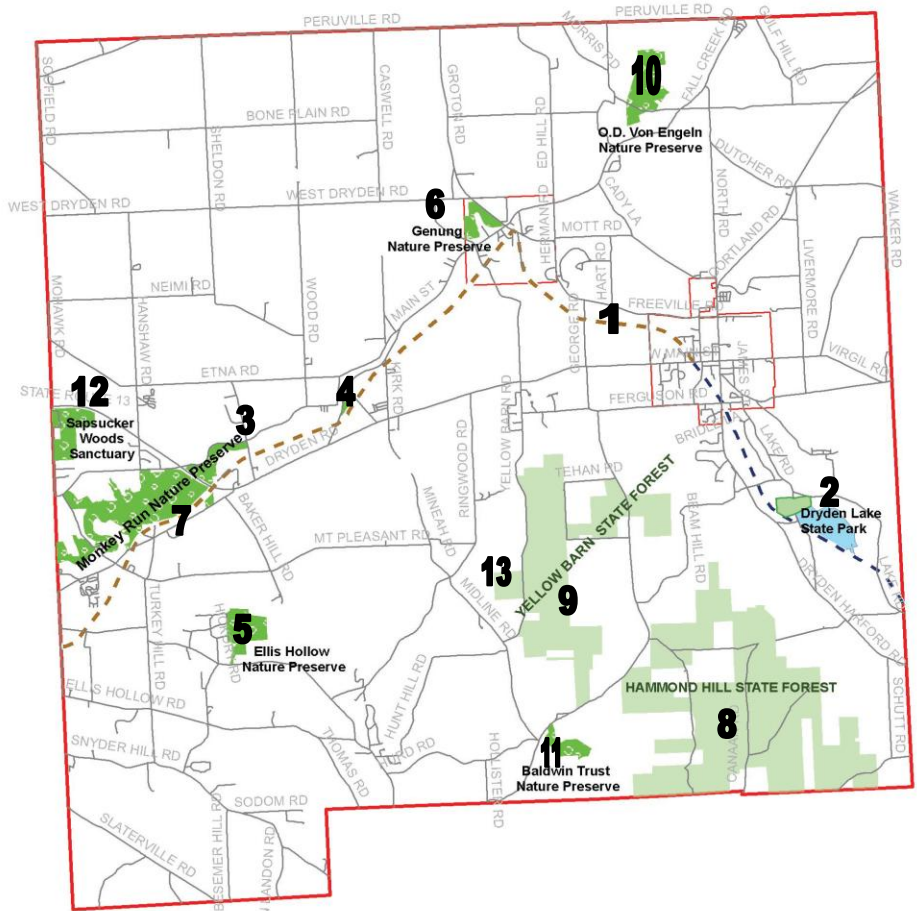 PERUVILLE RD
PERUVILLE RD
MORRIS RD
GULF HILL RD
FALL CREEK RD
SCOFIELD RD
CASWELL RD
GROTON RD
10
BONE PLAIN RD
SHELDON RD
ED HILL RD
O.D. Von Engeln
Nature Preserve
DUTCHER RD
CADY LA
NORTH RD
WEST DRYDEN RD
WEST DRYDEN RD
6
Genung
Nature Preserve
HERMAN RD
MOTT RD
CORTLAND RD
WALKER RD
LIVERMORE RD
HART RD
MOHAWK RD
NEIMI RD
HANSHAW RD
WOOD RD
MAIN ST
GEORGE RD
1
FREEVILLE RD
W MAIN ST
JAMES ST
VIRGIL RD
ETNA RD
KIRK RD
4
12
13
Sapsucker
Woods
Sanctuary
3
FERGUSON RD
YELLOW BARN RD
DRYDEN RD
RINGWOOD RD
LAKE RD
Monkey Run Nature Preserve
7
TEHAN RD
2
Dryden Lake
State Park
BAKER HILL RD
MINEAH RD
MT PLEASANT RD
BEAM HILL RD
13
YELLOW BARN STATE FOREST
9
MIDLINE RD
DRYDEN HARFORD RD
LAKE RD
TURKEY HILL RD
5
Ellis Hollow
Nature Preserve
HUNT HILL RD
HAMMOND HILL STATE FOREST
8
SCHUTT RD
ELLIS HOLLOW RD
SNYDER HILL RD
THOMAS RD
11
Baldwin Trust
Nature Preserve
SODOM RD
SLATERVILLE RD
BESEMER HILL RD
LANDON RD